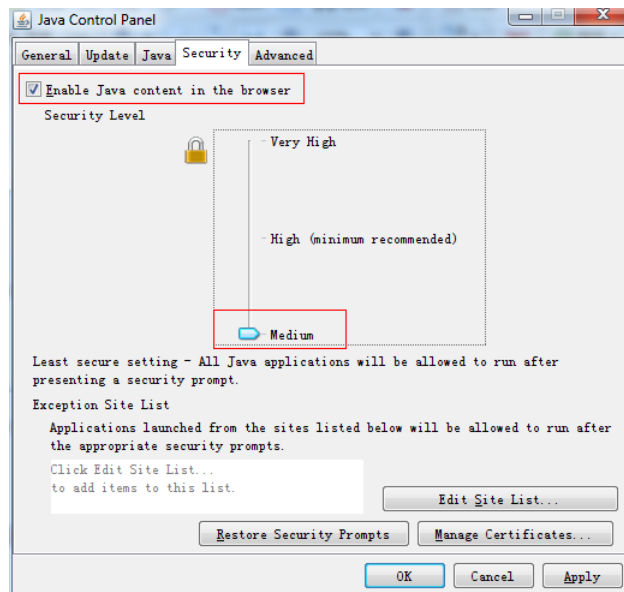 Java Control Panel
General Update Java Security Advanced
Enable Java content in the browser
Security Level
Very High
High (minimum recommended)
Medium
Least secure setting - All Java applications will be allowed to run after
presenting a security prompt.
Exception Site List
Applications launched from the sites listed below will be allowed to run after
the appropriate security prompts.
Click Edit Site List...
to add items to this list.
Edit Site List...
Restore Security Prompts Manage Certificates...
OK Cancel Apply